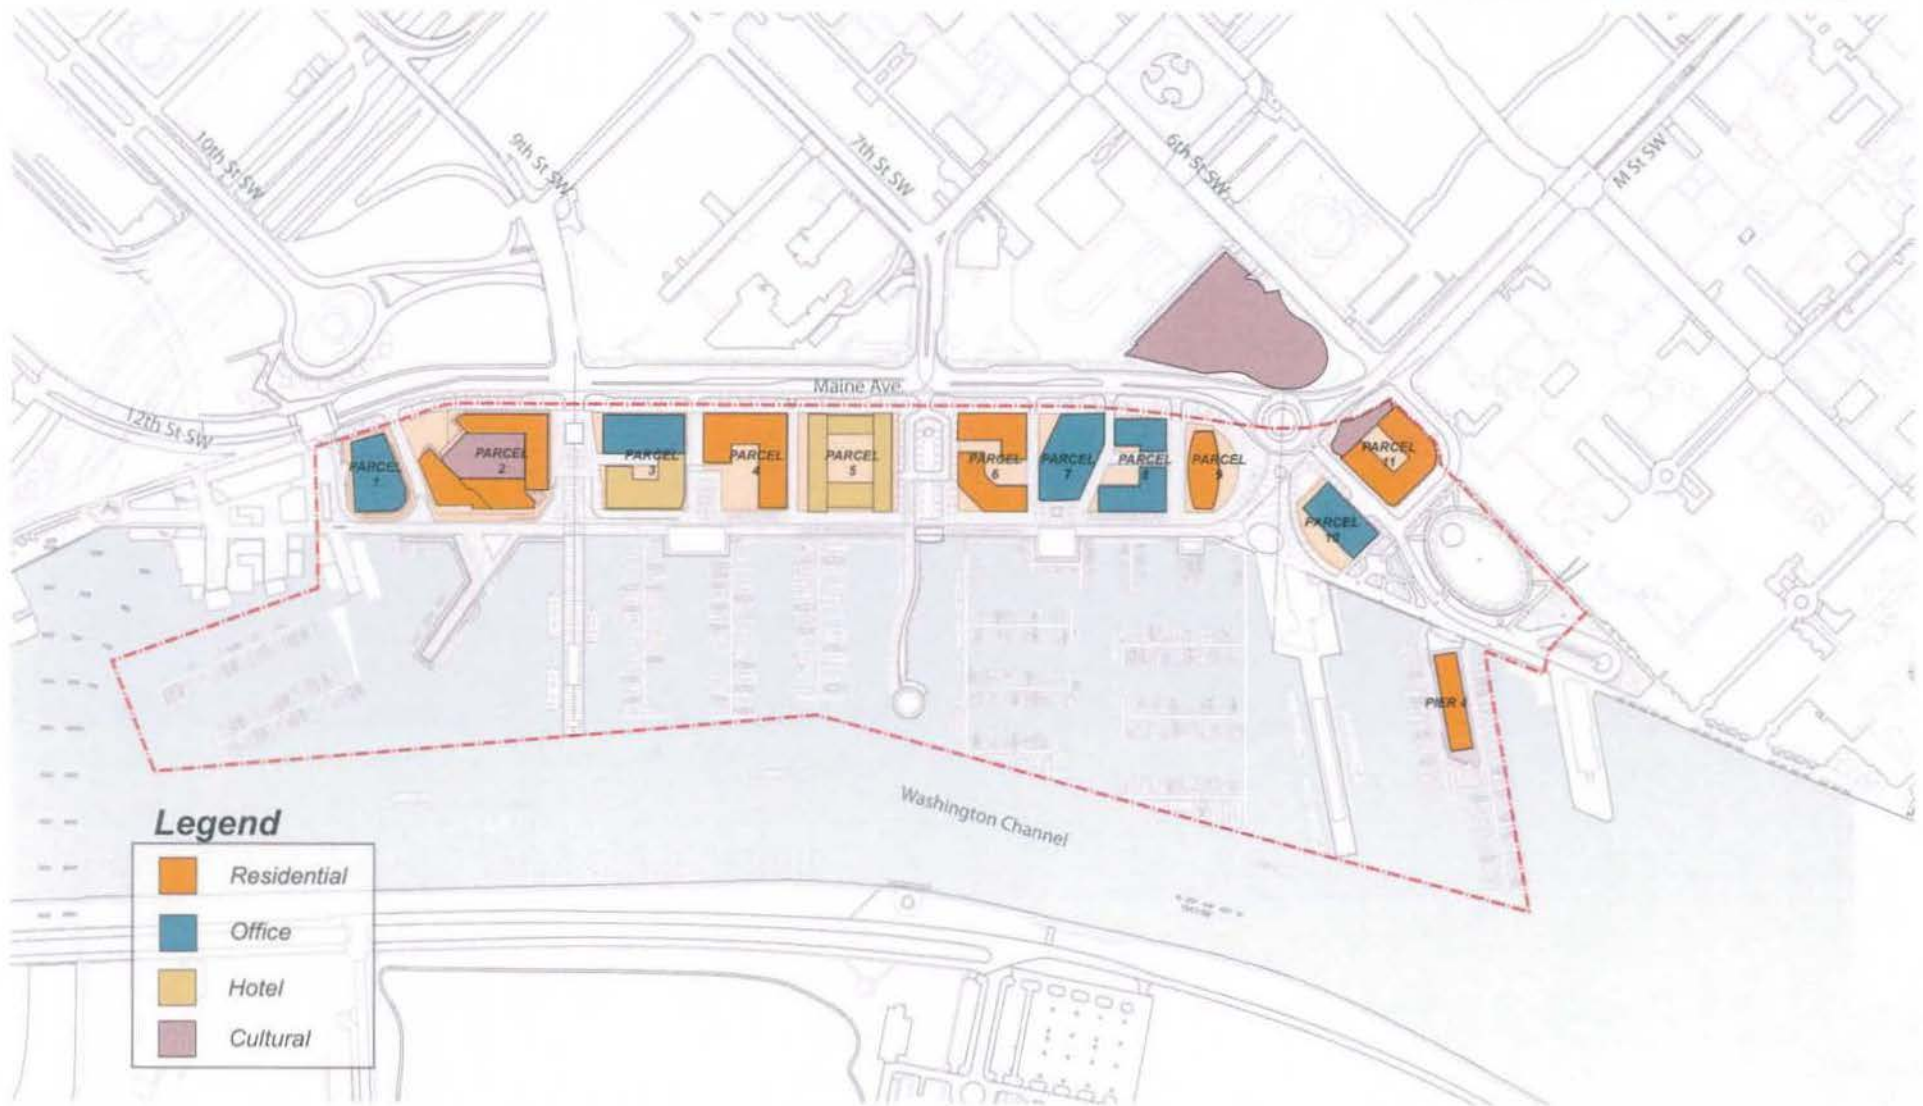 10th St SW
9th St SW
7th St SW
6th St SW
M St SW
12th St SW
Maine Ave
PARCEL
1
PARCEL
2
PARCEL
3
PARCEL
4
PARCEL
5
PARCEL
6
PARCEL
7
PARCEL
8
PARCEL
9
PARCEL
10
PARCEL
11
PIER 4
Washington Channel
Legend
Residential
Office
Hotel
Cultural